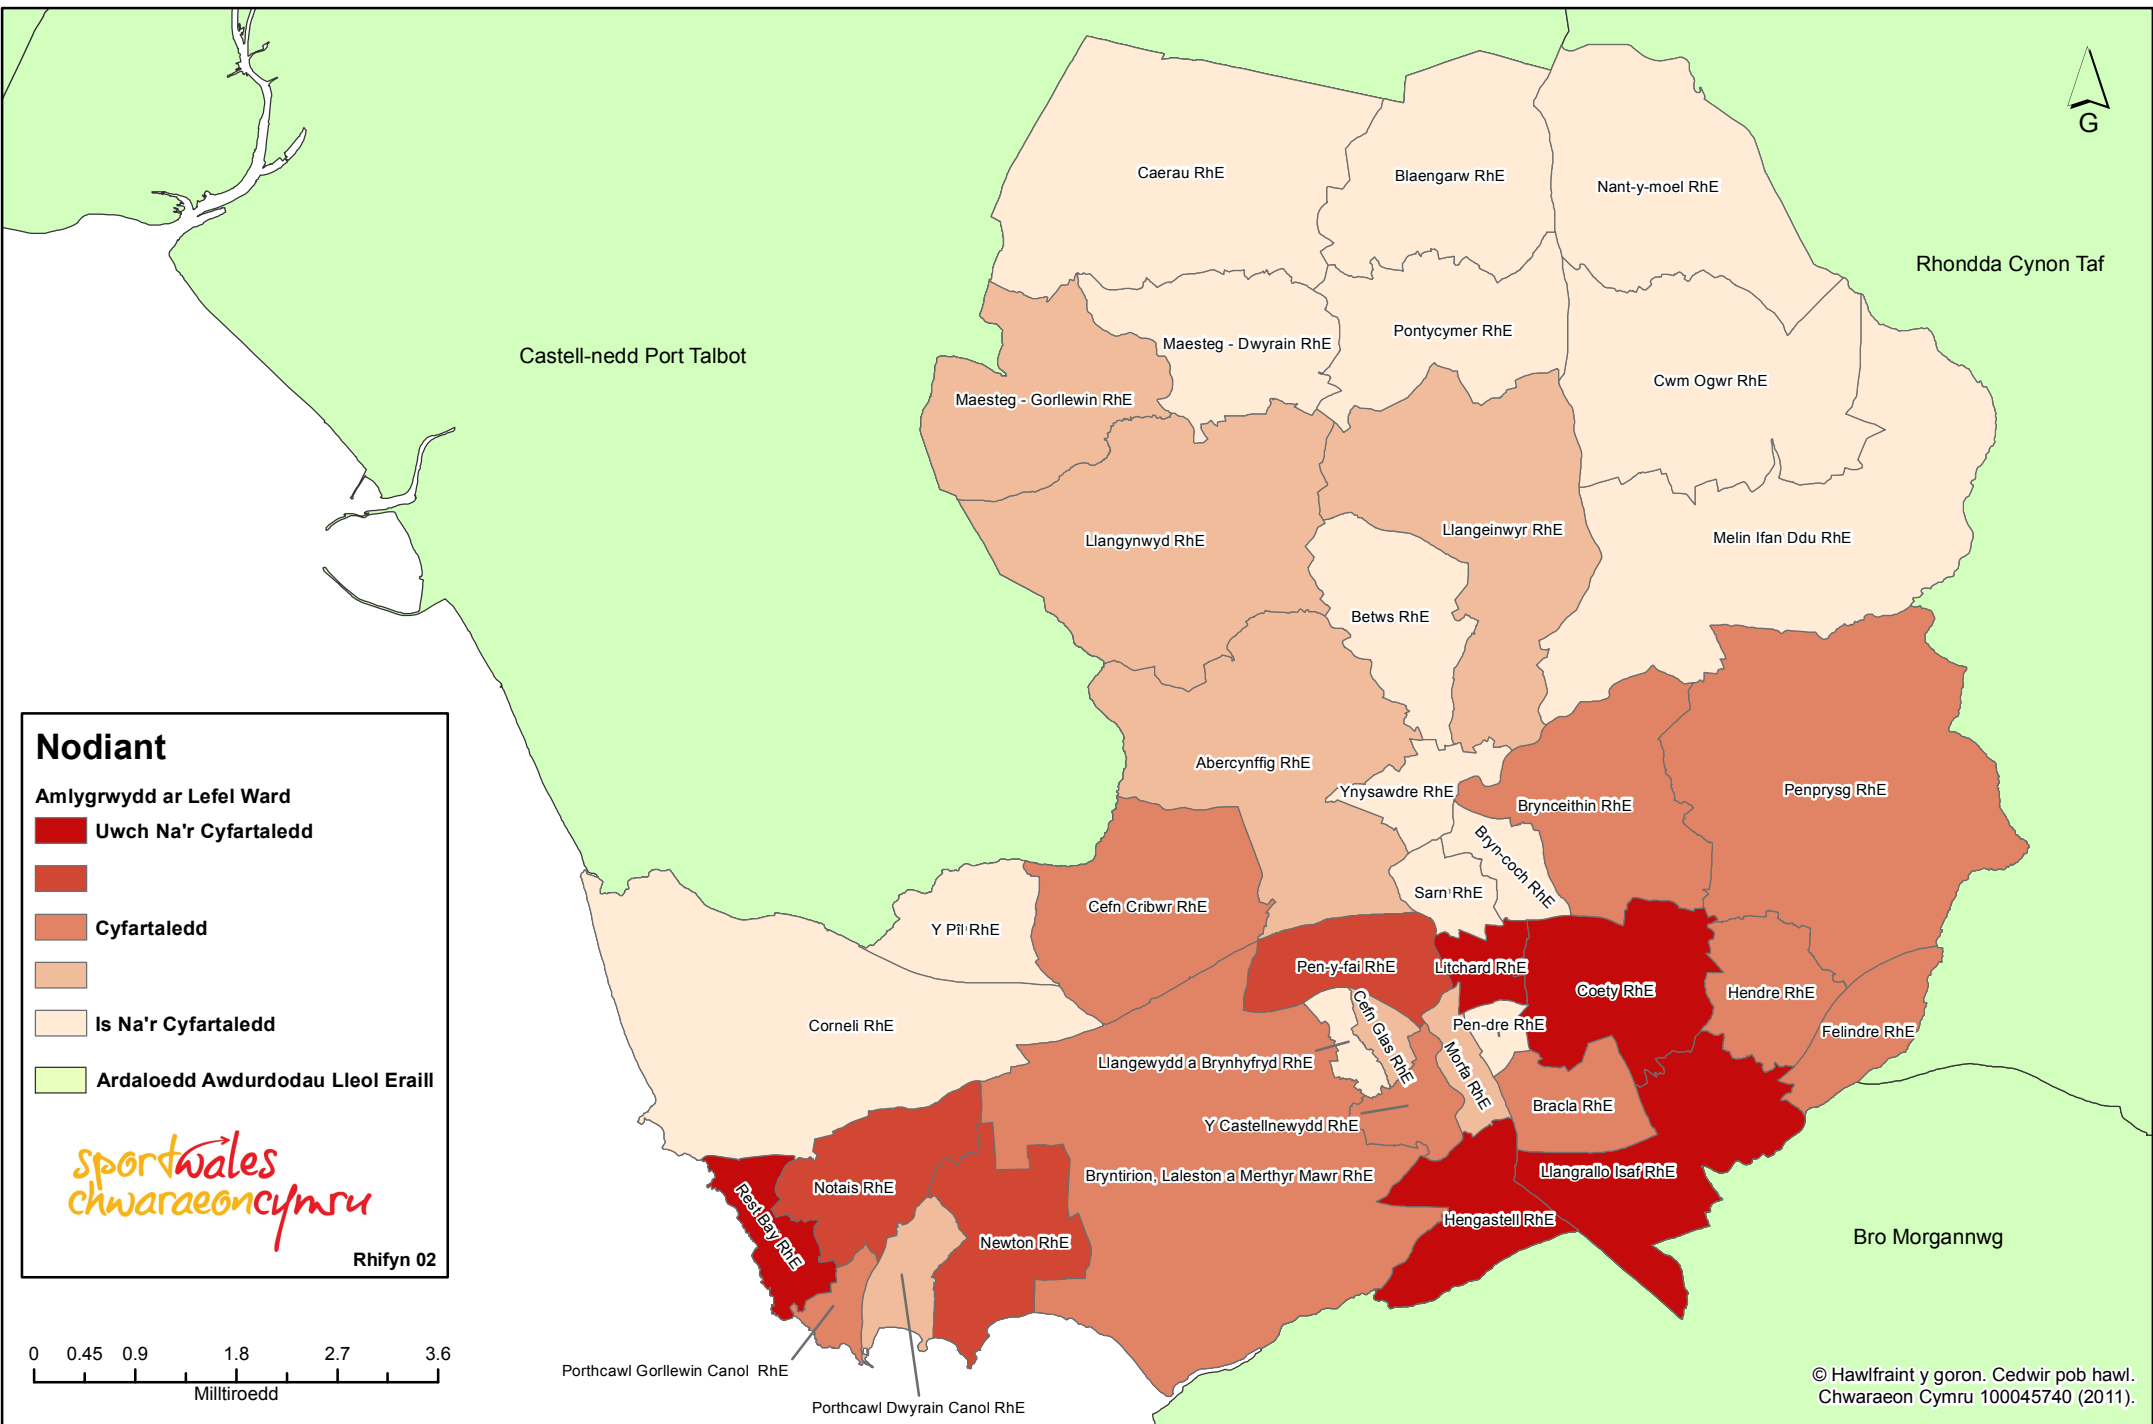 Caerau RhE
Blaengarw RhE
Nant-y-moel RhE
G
Rhondda Cynon Taf
Castell-nedd Port Talbot
Maesteg - Dwyrain RhE
Pontycymer RhE
Cwm Ogwr RhE
Maesteg - Gorllewin RhE
Llangynwyd RhE
Llangeinwyr RhE
Melin Ifan Ddu RhE
Betws RhE
Abercynffig RhE
Ynysawdre RhE
Brynceithin RhE
Penprysg RhE
Bryn-coch RhE
Sarn RhE
Cefn Cribwr RhE
Y Pîl RhE
Pen-y-fai RhE
Litchard RhE
Coety RhE
Hendre RhE
Felindre RhE
Corneli RhE
Cefn Glas RhE
Pen-dre RhE
Llangewydd a Brynhyfryd RhE
Morfa RhE
Bracla RhE
Y Castellnewydd RhE
Bryntirion, Laleston a Merthyr Mawr RhE
Llangrallo Isaf RhE
Notais RhE
Rest Bay RhE
Hengastell RhE
Newton RhE
Bro Morgannwg
Porthcawl Gorllewin Canol RhE
Porthcawl Dwyrain Canol RhE
Nodiant
Amlygrwydd ar Lefel Ward
Uwch Na'r Cyfartaledd
Cyfartaledd
Is Na'r Cyfartaledd
Ardaloedd Awdurdodau Lleol Eraill
sportwales
chwaraeoncymru
Rhifyn 02
0 0.45 0.9 1.8 2.7 3.6
Milltiroedd
© Hawlfraint y goron. Cedwir pob hawl.
Chwaraeon Cymru 100045740 (2011).